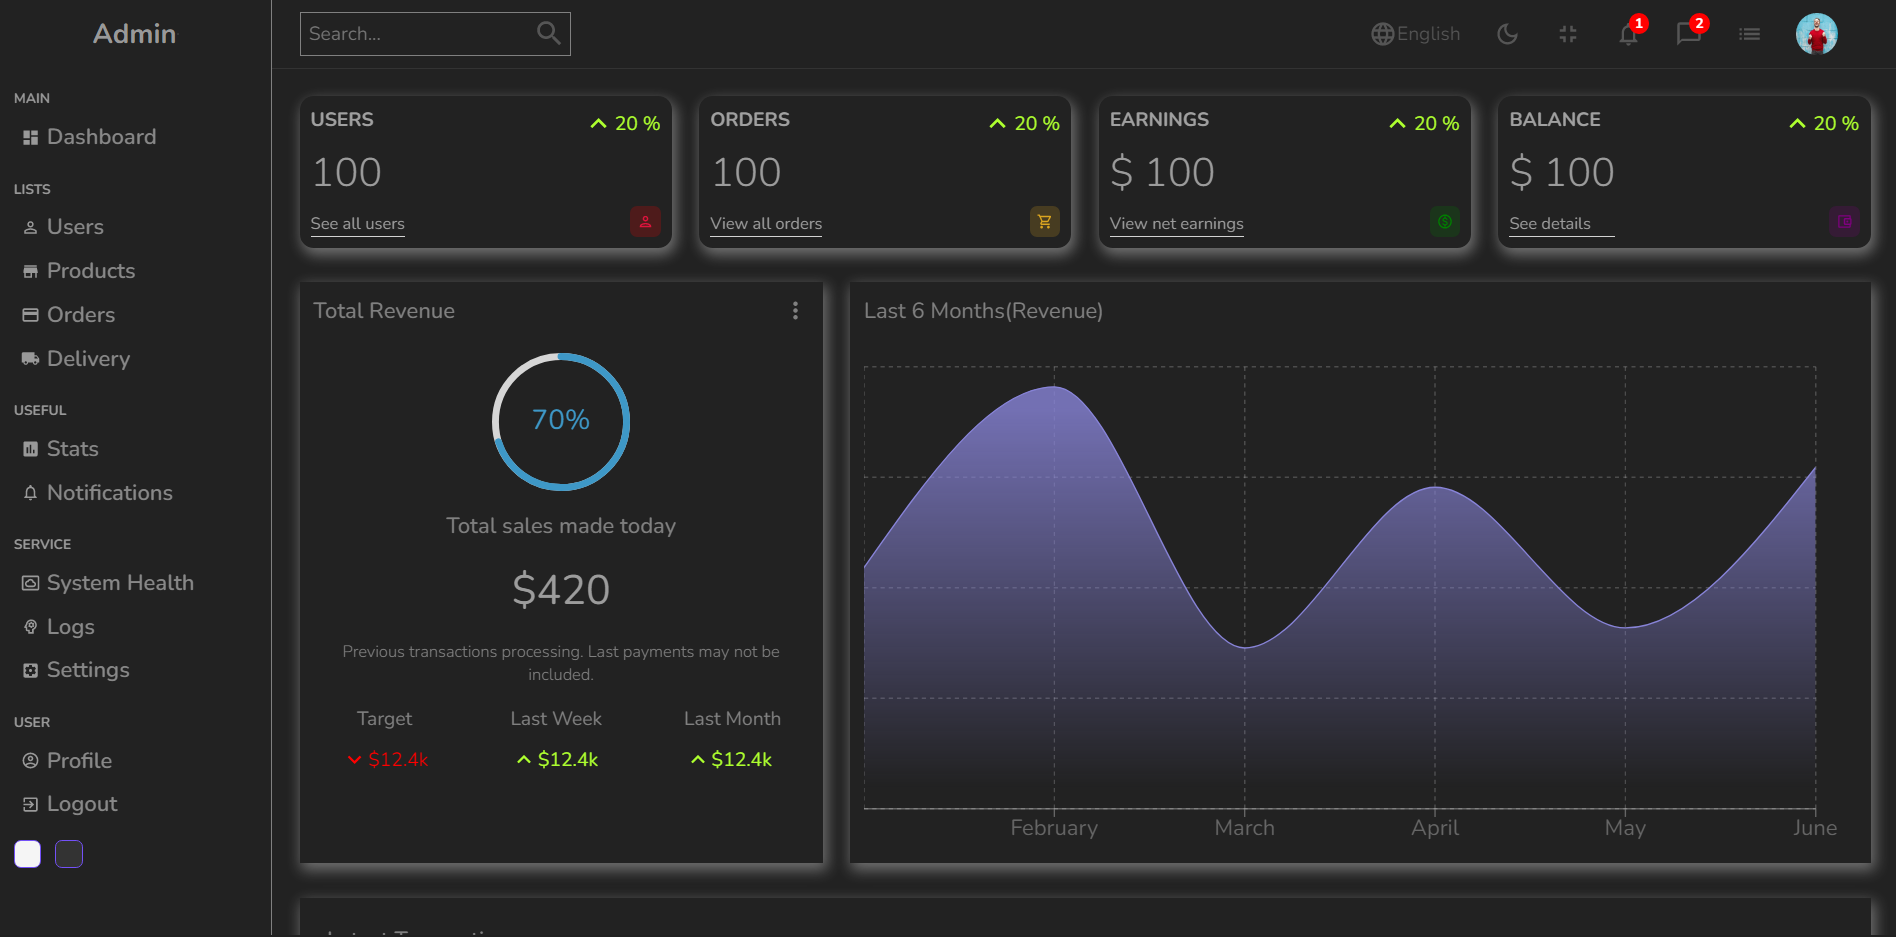 Admin
Search...
English
1
2
MAIN
Dashboard
LISTS
Users
Products
Orders
Delivery
USEFUL
Stats
Notifications
SERVICE
System Health
Logs
Settings
USER
Profile
Logout
USERS
20 %
100
See all users
ORDERS
20 %
100
View all orders
EARNINGS
20 %
$ 100
View net earnings
BALANCE
20 %
$ 100
See details
Total Revenue
70%
Total sales made today
$420
Previous transactions processing. Last payments may not be
included.
Target
Last Week
Last Month
$12.4k
$12.4k
$12.4k
Last 6 Months(Revenue)
February
March
April
May
June